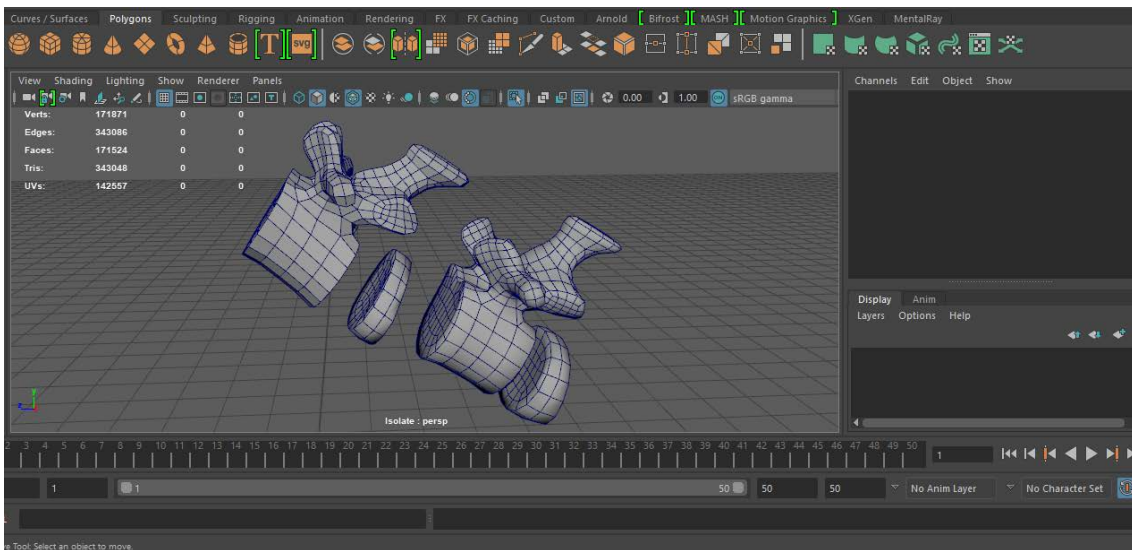 Curves / Surfaces Polygons Sculpting Rigging Animation Rendering FX FX Caching Custom Arnold [ Bifrost ][ MASH ][ Motion Graphics ] XGen MentalRay
T svg
View Shading Lighting Show Renderer Panels
Channels Edit Object Show
0.00 1.00 ON sRGB gamma
Verts: 171871 0 0
Edges: 343086 0 0
Faces: 171524 0 0
Tris: 343048 0 0
UVs: 142557 0 0
Display Anim
Layers Options Help
y
Isolate : persp
2 3 4 5 6 7 8 9 10 11 12 13 14 15 16 17 18 19 20 21 22 23 24 25 26 27 28 29 30 31 32 33 34 35 36 37 38 39 40 41 42 43 44 45 46 47 48 49 50 1
1 1 50 50 50 No Anim Layer No Character Set
Tool: Select an object to move.